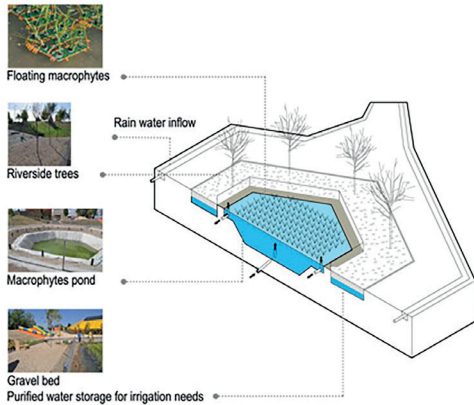 Floating macrophytes
Rain water inflow
Riverside trees
Macrophytes pond
Gravel bed
Purified water storage for irrigation needs